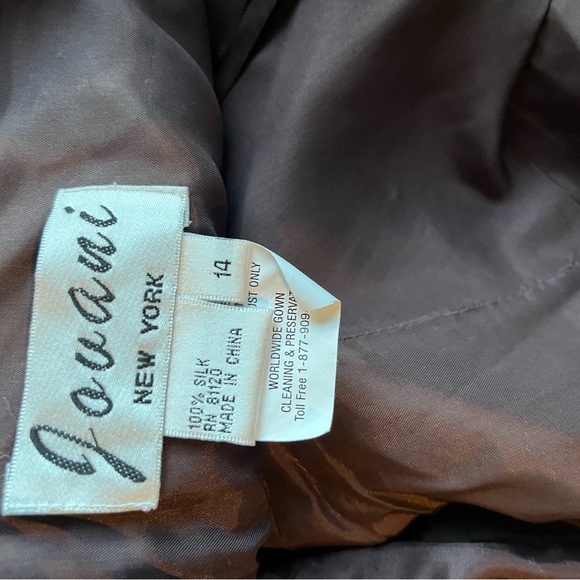 Jovani
NEW YORK
14
100% SILK
RN 81120
MADE IN CHINA
ONLY
WORLDWIDE GOWN
CLEANING &
Toll Free 1-877-909